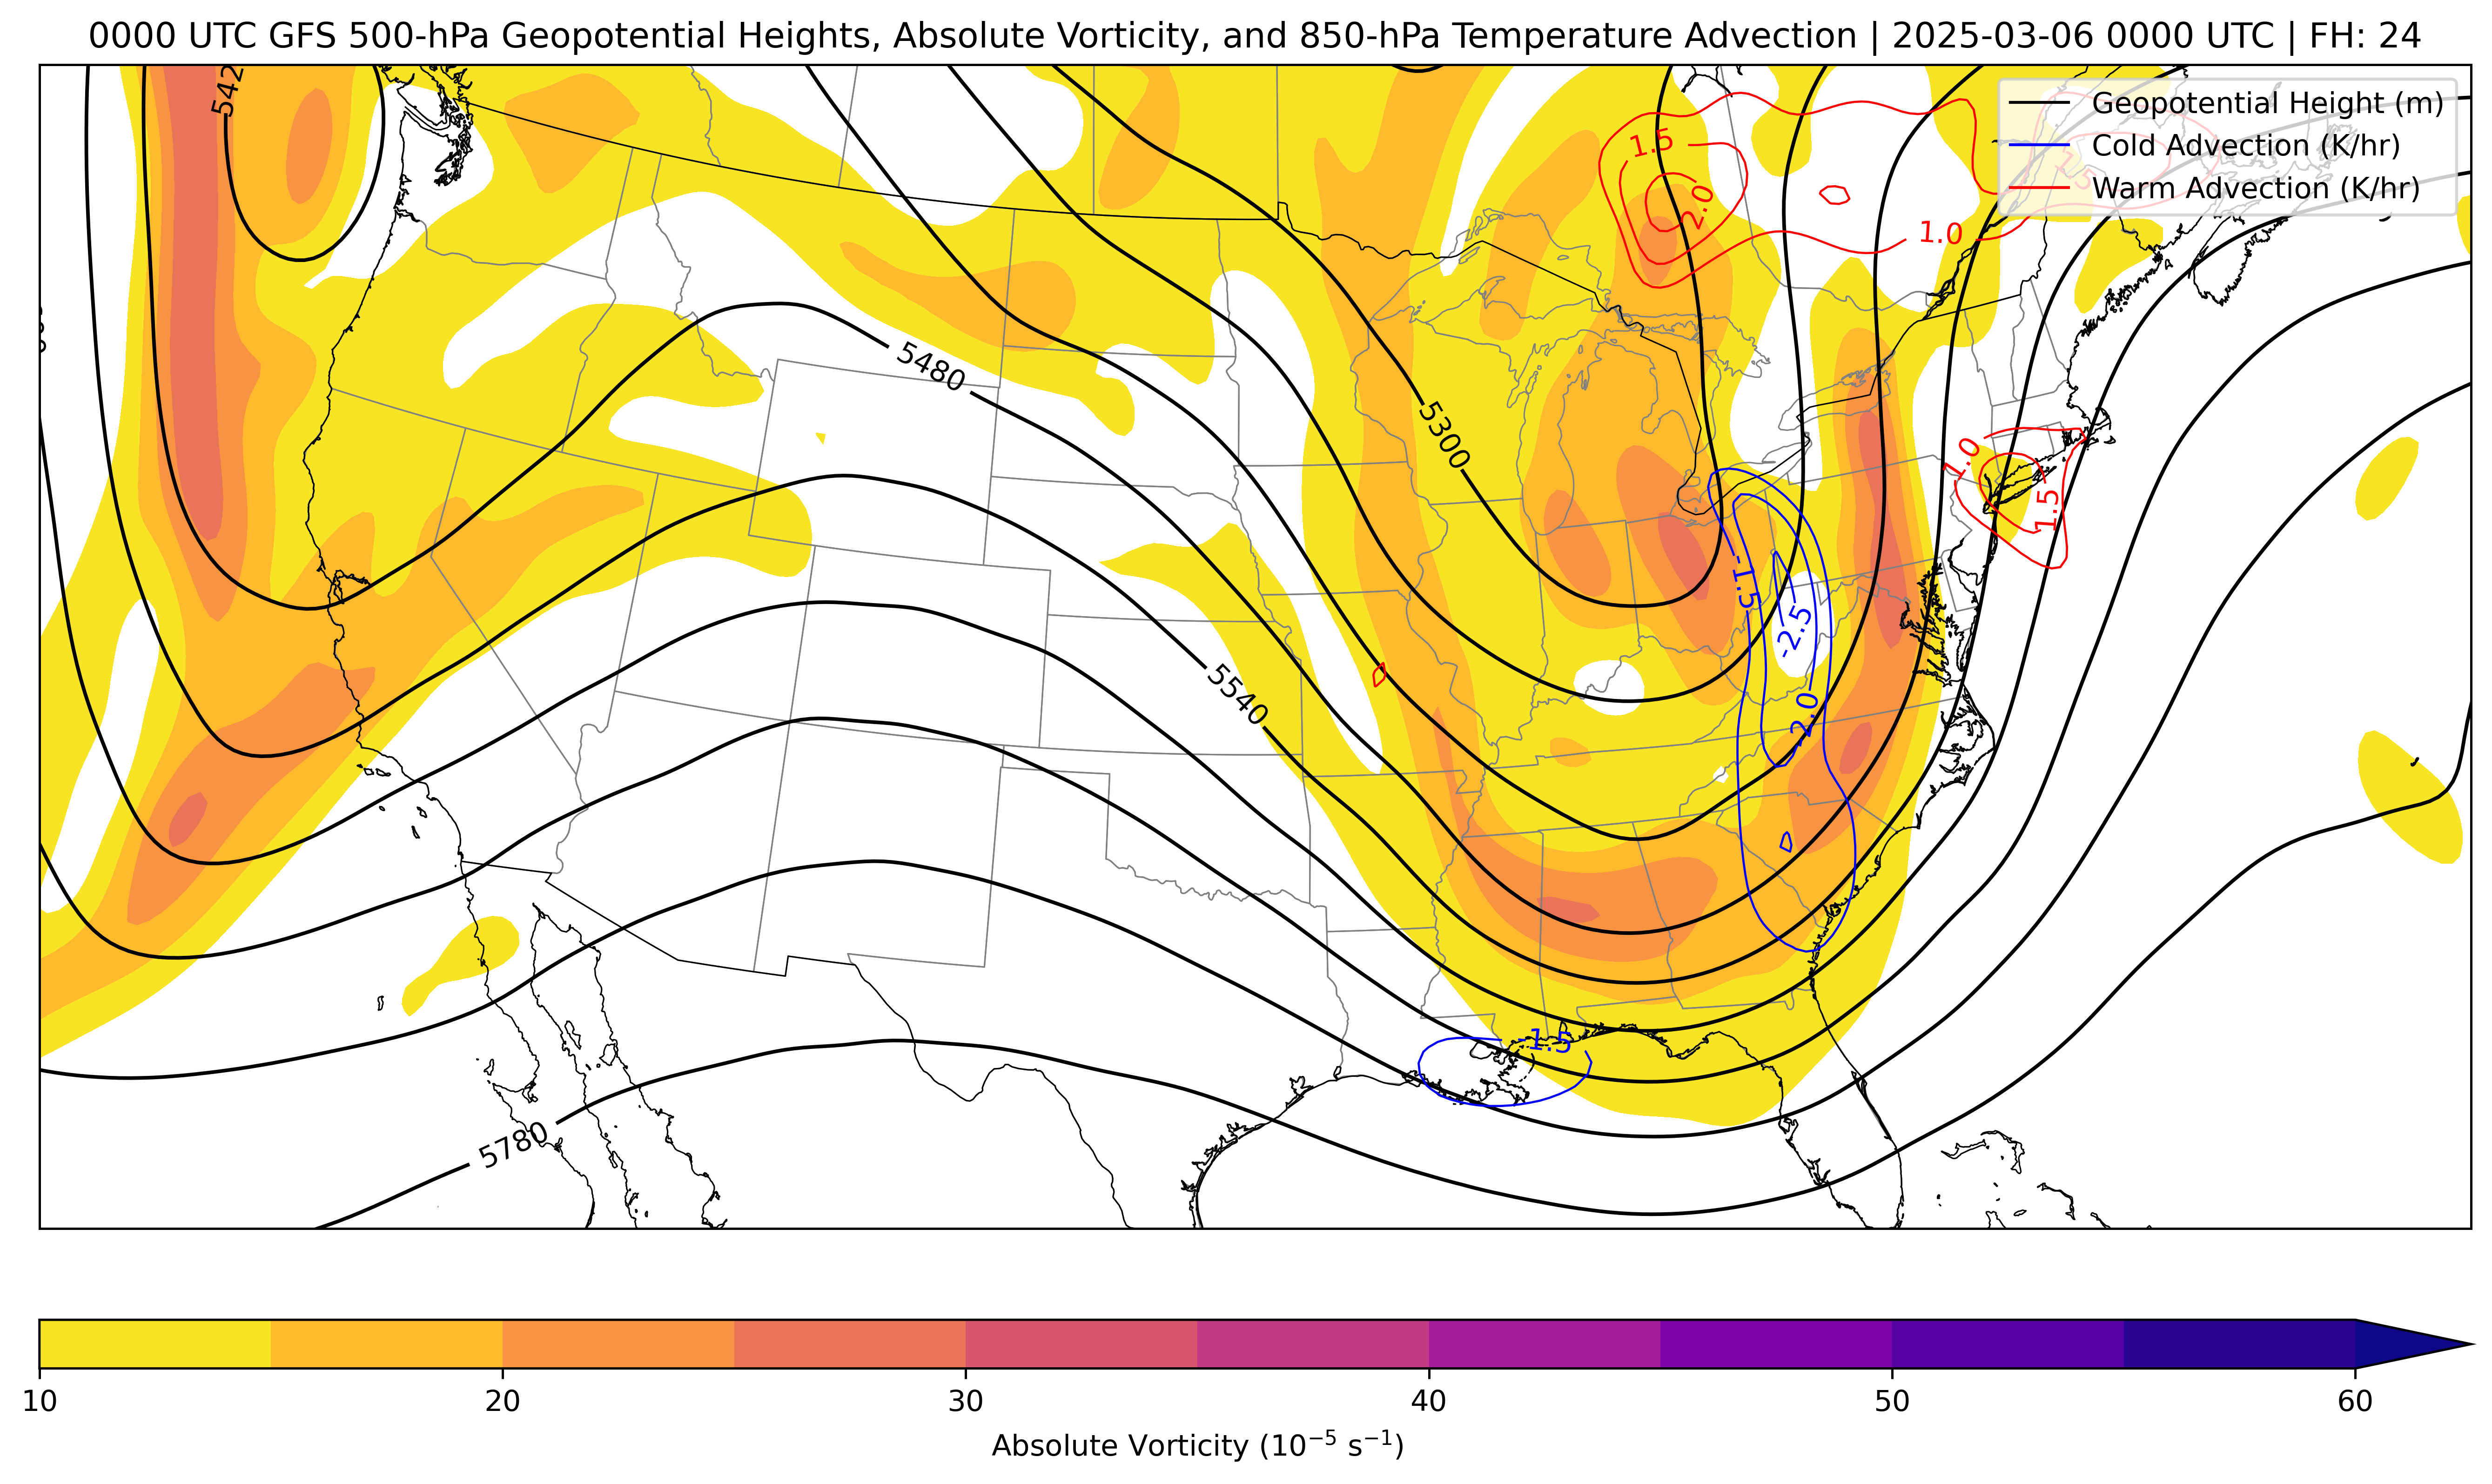 0000 UTC GFS 500-hPa Geopotential Heights, Absolute Vorticity, and 850-hPa Temperature Advection | 2025-03-06 0000 UTC | FH: 24
Geopotential Height (m)
Cold Advection (K/hr)
Warm Advection (K/hr)
542
1.5
2.0
1.0
5480
5300
1.0
1.5
-1.5
-2.5
-2.0
5540
-1.5
5780
10 20 30 40 50 60
Absolute Vorticity (10⁻⁵ s⁻¹)